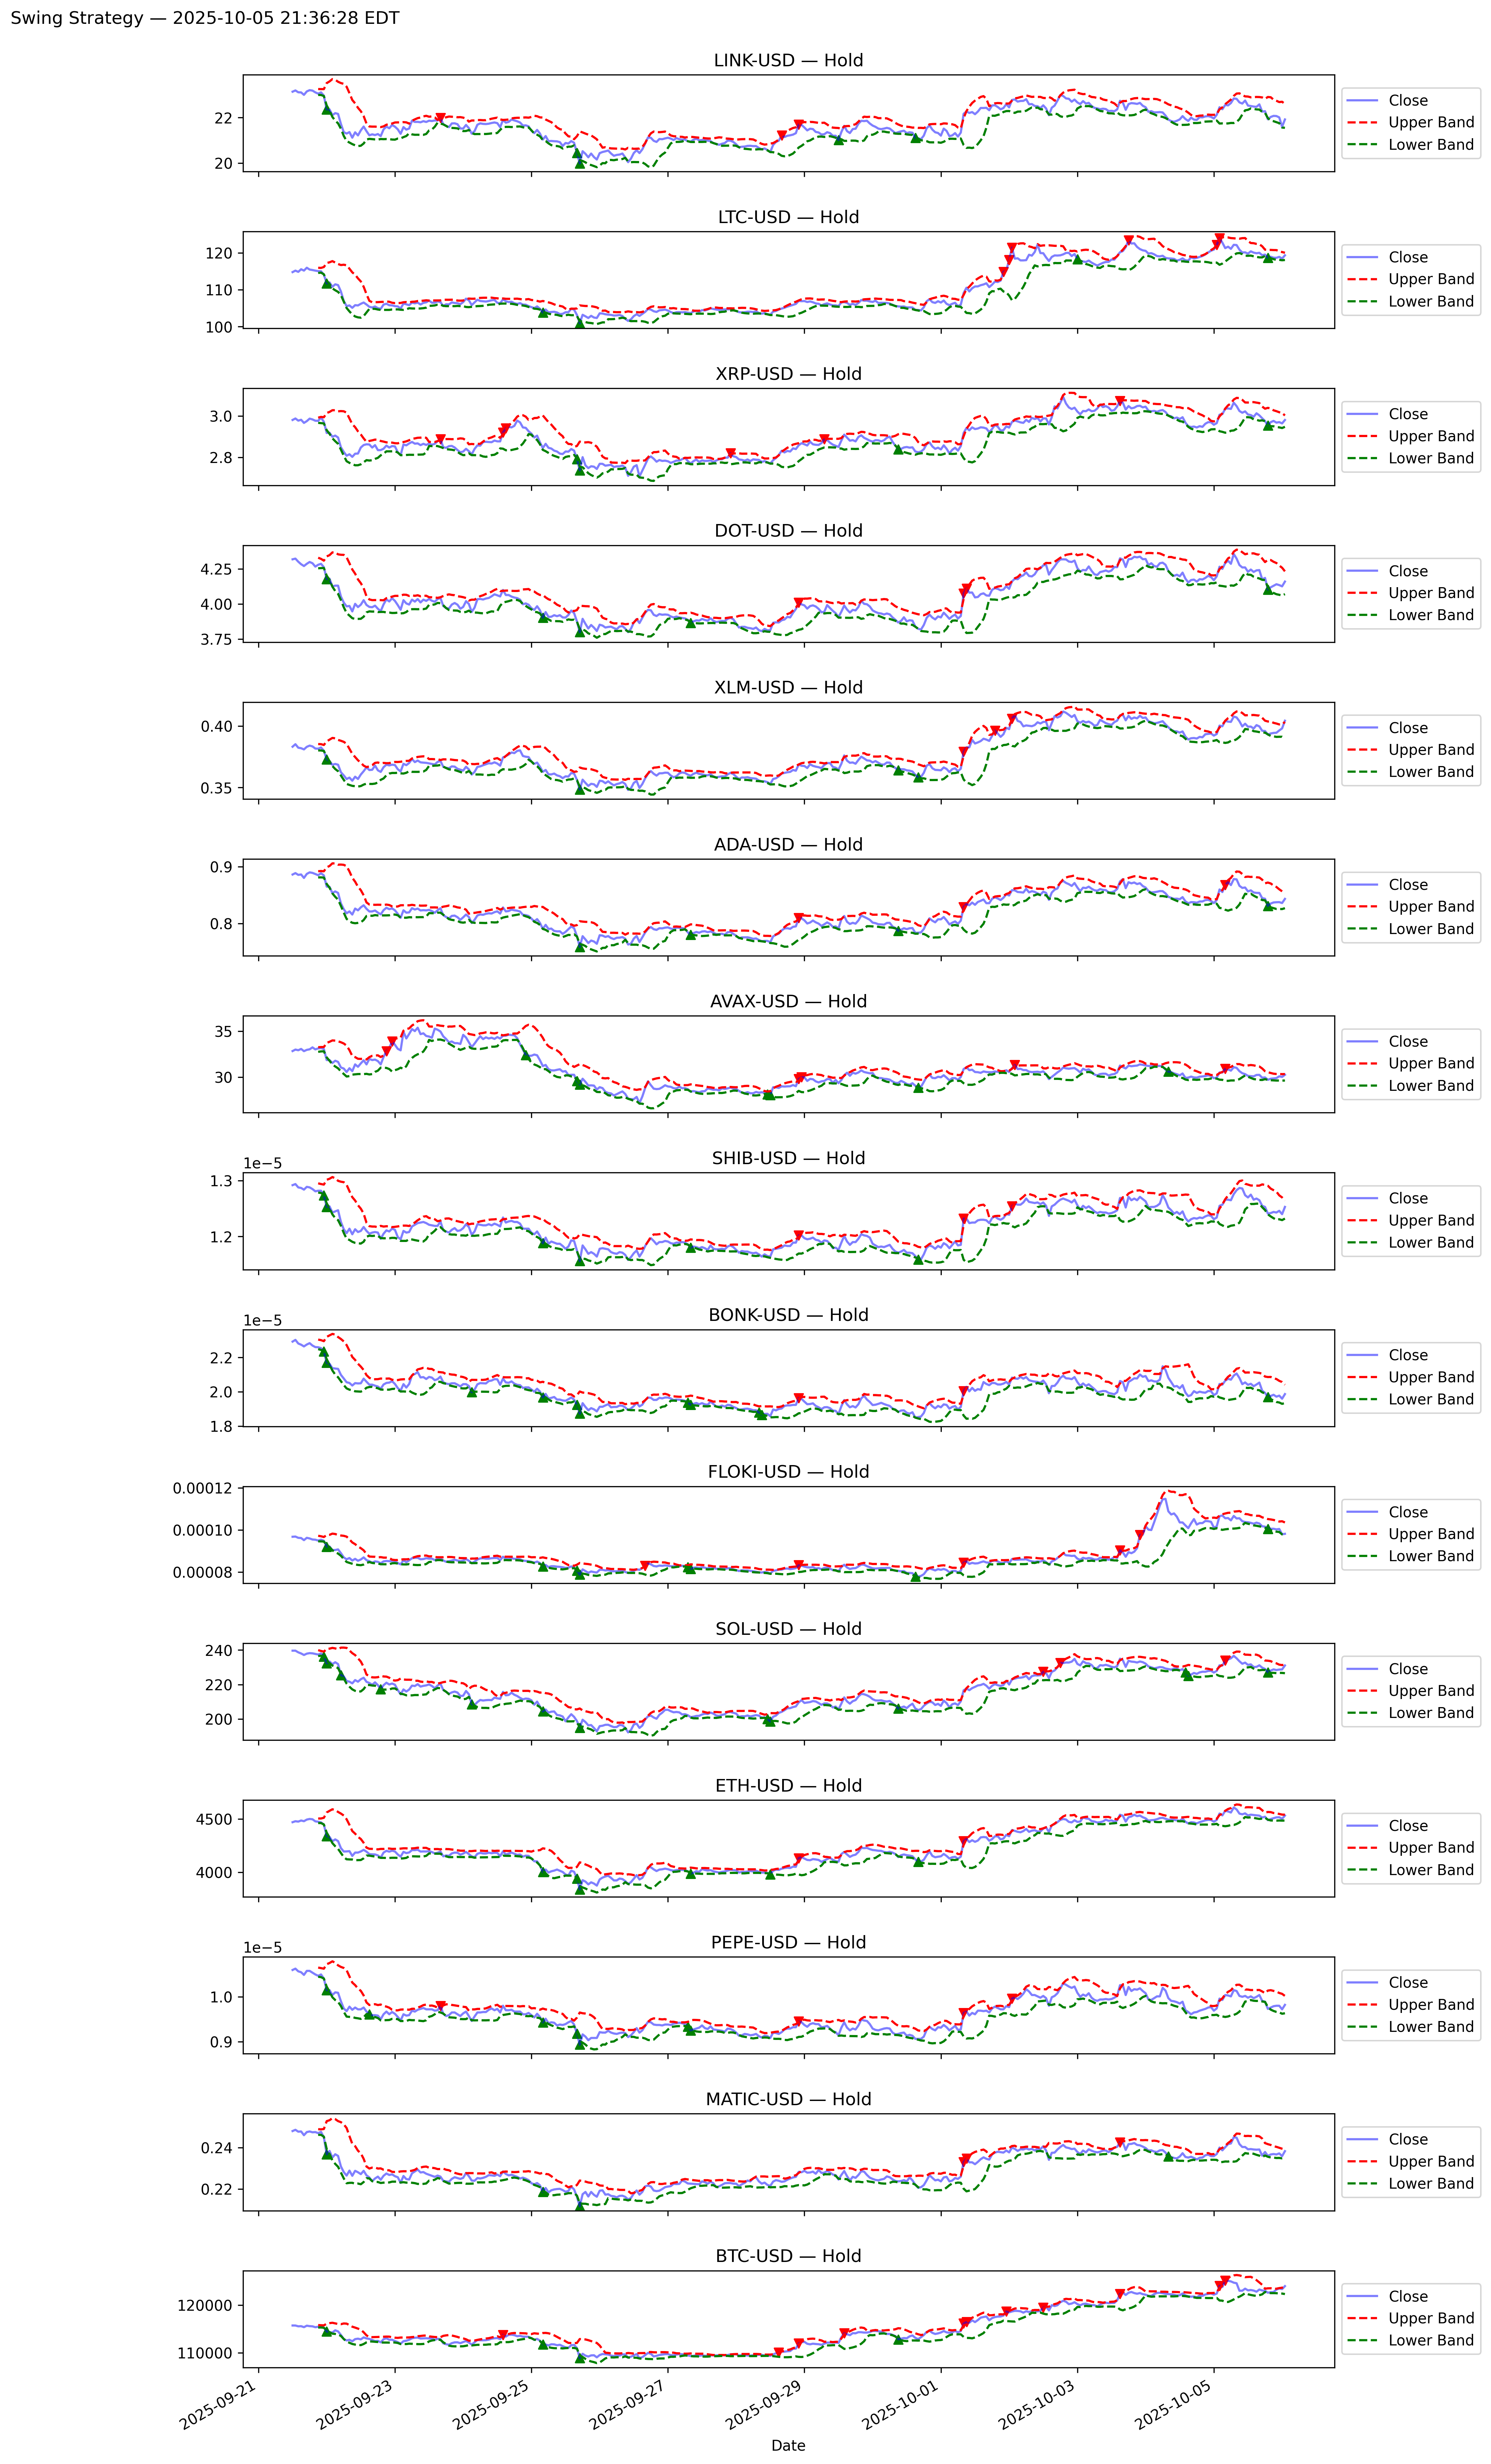 Swing Strategy — 2025-10-05 21:36:28 EDT
LINK-USD — Hold
22
20
Close
Upper Band
Lower Band
LTC-USD — Hold
120
110
100
Close
Upper Band
Lower Band
XRP-USD — Hold
3.0
2.8
Close
Upper Band
Lower Band
DOT-USD — Hold
4.25
4.00
3.75
Close
Upper Band
Lower Band
XLM-USD — Hold
0.40
0.35
Close
Upper Band
Lower Band
ADA-USD — Hold
0.9
0.8
Close
Upper Band
Lower Band
AVAX-USD — Hold
35
30
Close
Upper Band
Lower Band
SHIB-USD — Hold
1e−5
1.3
1.2
Close
Upper Band
Lower Band
BONK-USD — Hold
1e−5
2.2
2.0
1.8
Close
Upper Band
Lower Band
FLOKI-USD — Hold
0.00012
0.00010
0.00008
Close
Upper Band
Lower Band
SOL-USD — Hold
240
220
200
Close
Upper Band
Lower Band
ETH-USD — Hold
4500
4000
Close
Upper Band
Lower Band
PEPE-USD — Hold
1e−5
1.0
0.9
Close
Upper Band
Lower Band
MATIC-USD — Hold
0.24
0.22
Close
Upper Band
Lower Band
BTC-USD — Hold
120000
110000
Close
Upper Band
Lower Band
2025-09-21
2025-09-23
2025-09-25
2025-09-27
2025-09-29
2025-10-01
2025-10-03
2025-10-05
Date